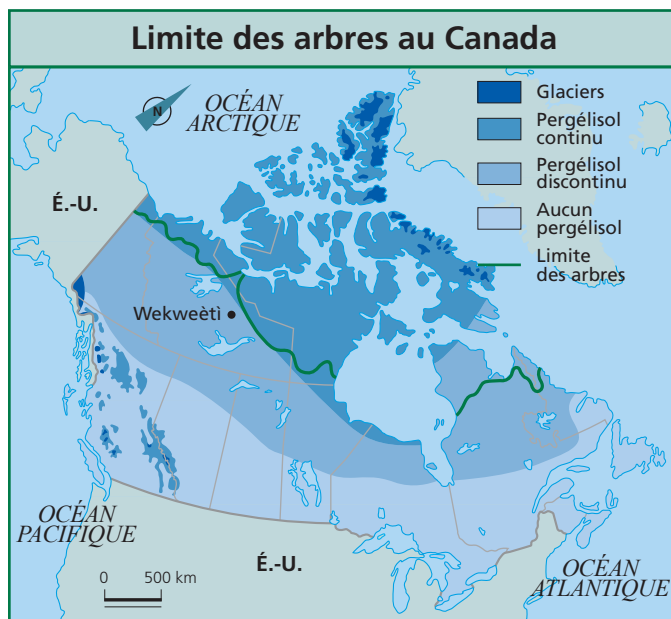 Limite des arbres au Canada
N
OCÉAN
ARCTIQUE
Glaciers
Pergélisol
continu
Pergélisol
discontinu
Aucun
pergélisol
Limite
des arbres
É.-U.
Wekweètì
OCÉAN
PACIFIQUE
0 500 km
É.-U.
OCÉAN
ATLANTIQUE